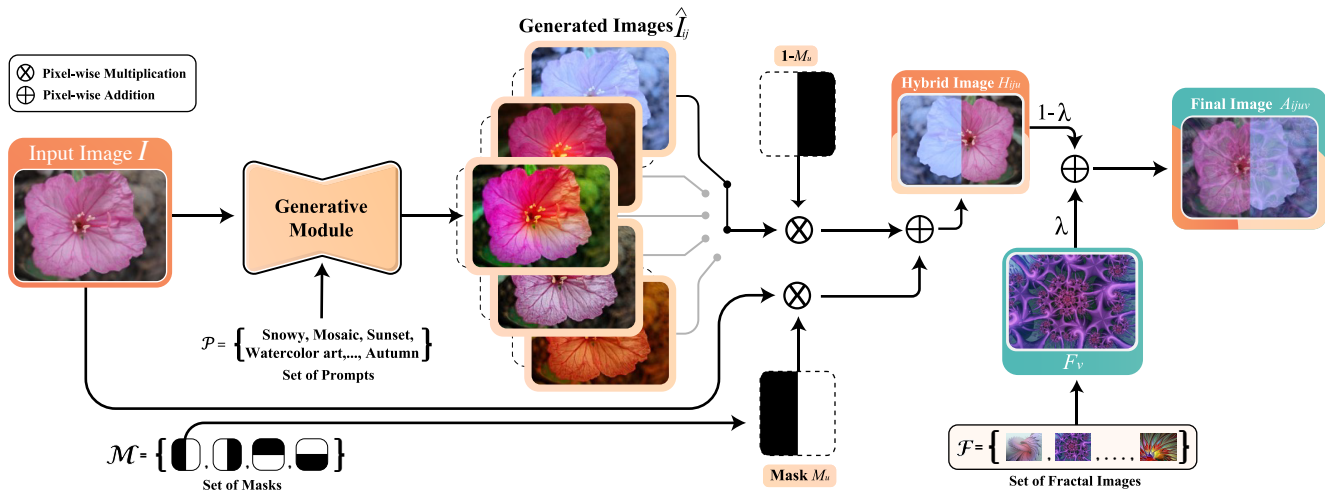 Generated Images Î_ij
⊗ Pixel-wise Multiplication
⊕ Pixel-wise Addition
1-M_u
Hybrid Image H_iju
Final Image A_ijuv
1-λ
Input Image I
Generative
Module
λ
P = { Snowy, Mosaic, Sunset,
Watercolor art,..., Autumn }
Set of Prompts
F_v
M = { , , , }
Set of Masks
Mask M_u
F = { , , . . . . , }
Set of Fractal Images